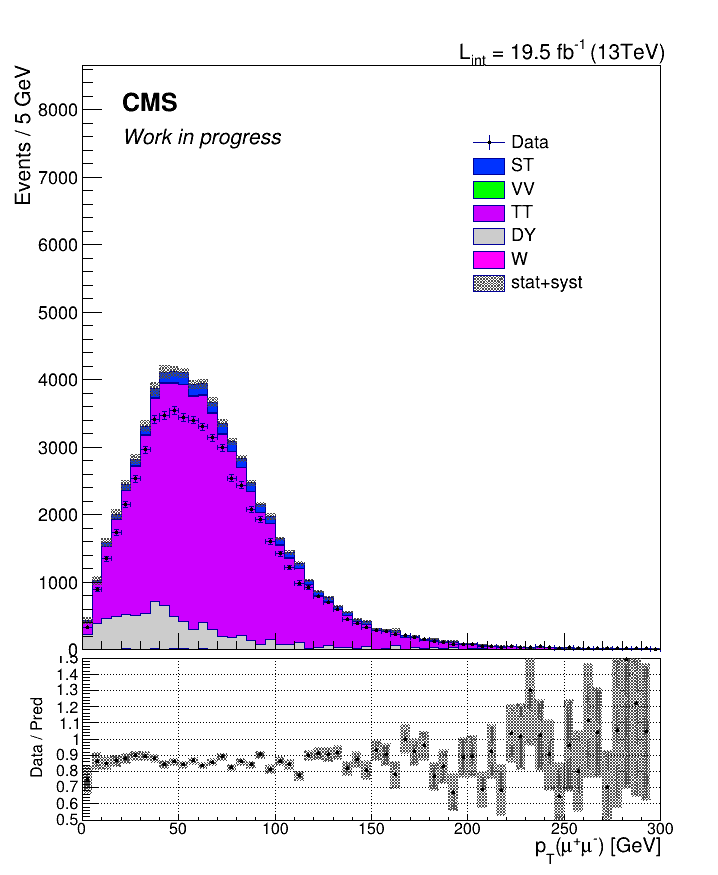 L_int = 19.5 fb⁻¹ (13TeV)
Events / 5 GeV
CMS
Work in progress
Data
ST
VV
TT
DY
W
stat+syst
8000
7000
6000
5000
4000
3000
2000
1000
0
Data / Pred
1.5
1.4
1.3
1.2
1.1
1
0.9
0.8
0.7
0.6
0.5
0 50 100 150 200 250 300
p_T(μ⁺μ⁻) [GeV]